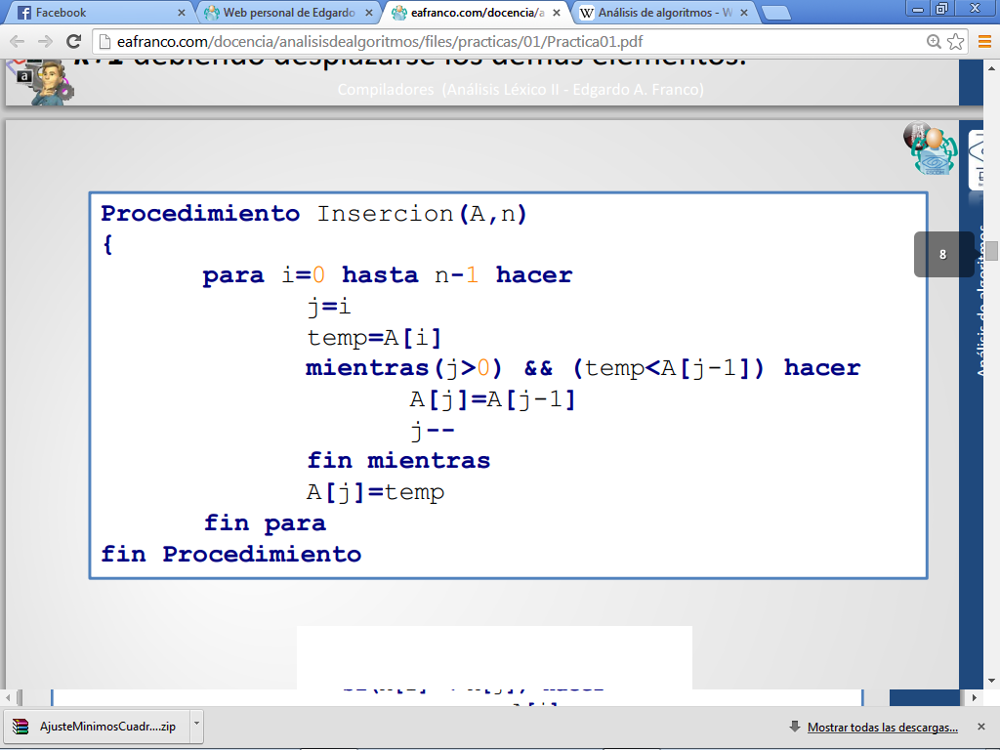 Facebook
Web personal de Edgardo
eafranco.com/docencia/a
Análisis de algoritmos - W
eafranco.com/docencia/analisisdealgoritmos/files/practicas/01/Practica01.pdf
k+1 debiendo desplazarse los demás elementos.
a
Compiladores (Análisis Léxico II - Edgardo A. Franco)
8
Análisis de algoritmos
Procedimiento Insercion(A,n)
{
para i=0 hasta n-1 hacer
j=i
temp=A[i]
mientras(j>0) && (temp<A[j-1]) hacer
A[j]=A[j-1]
j--
fin mientras
A[j]=temp
fin para
fin Procedimiento
AjusteMinimosCuadr....zip
Mostrar todas las descargas...